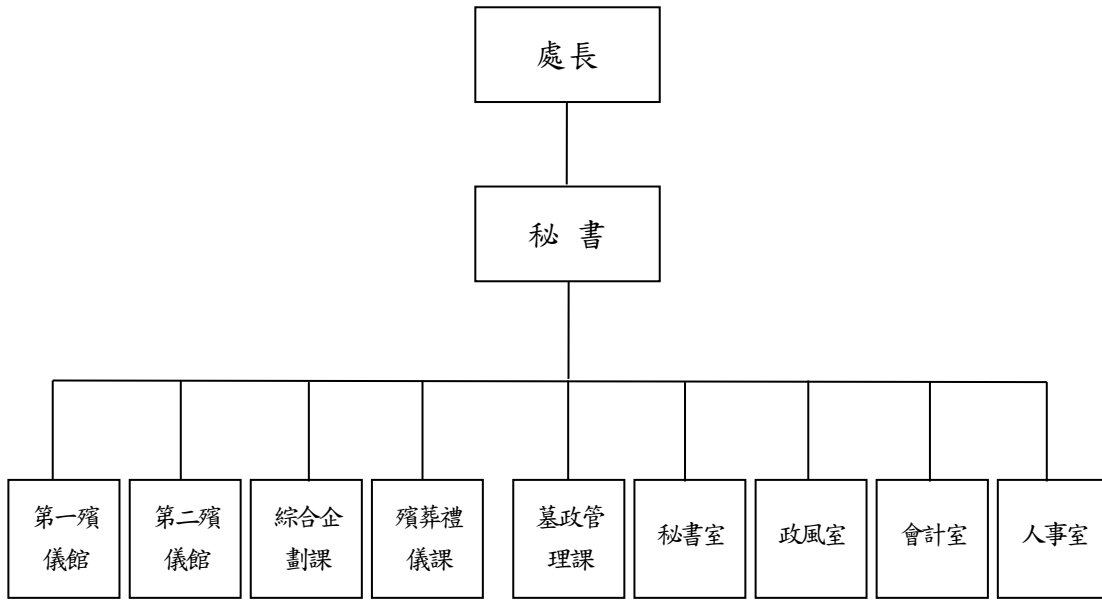 處長
秘 書
第一殯
儀館
第二殯
儀館
綜合企
劃課
殯葬禮
儀課
墓政管
理課
秘書室
政風室
會計室
人事室